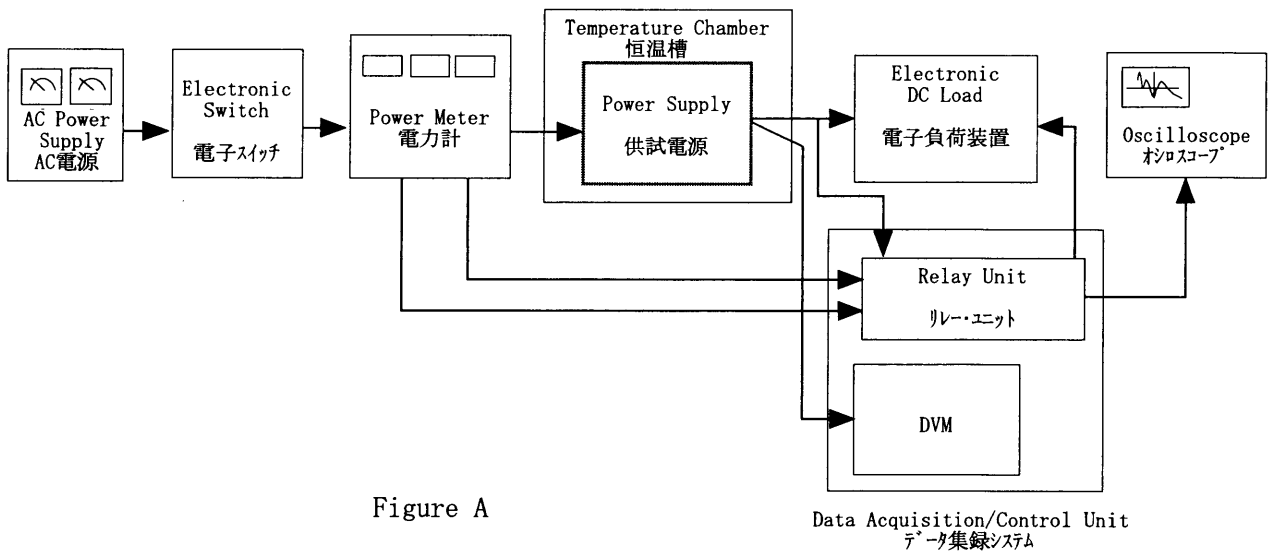 AC Power
Supply
AC電源
Electronic
Switch
電子スイッチ
Power Meter
電力計
Temperature Chamber
恒温槽
Power Supply
供試電源
Electronic
DC Load
電子負荷装置
Oscilloscope
オシロスコープ
Relay Unit
リレー・ユニット
DVM
Figure A
Data Acquisition/Control Unit
データ集録システム